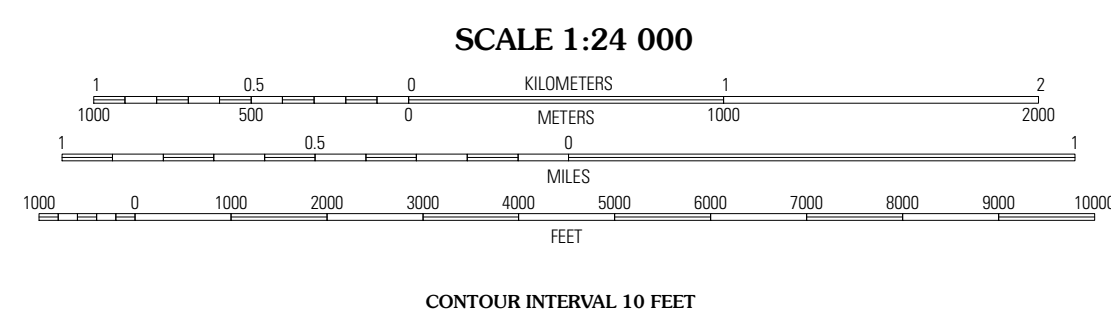 SCALE 1:24 000
1 0.5 0 KILOMETERS 1 2
1000 500 0 METERS 1000 2000
1 0.5 0 1
MILES
1000 0 1000 2000 3000 4000 5000 6000 7000 8000 9000 10000
FEET
CONTOUR INTERVAL 10 FEET